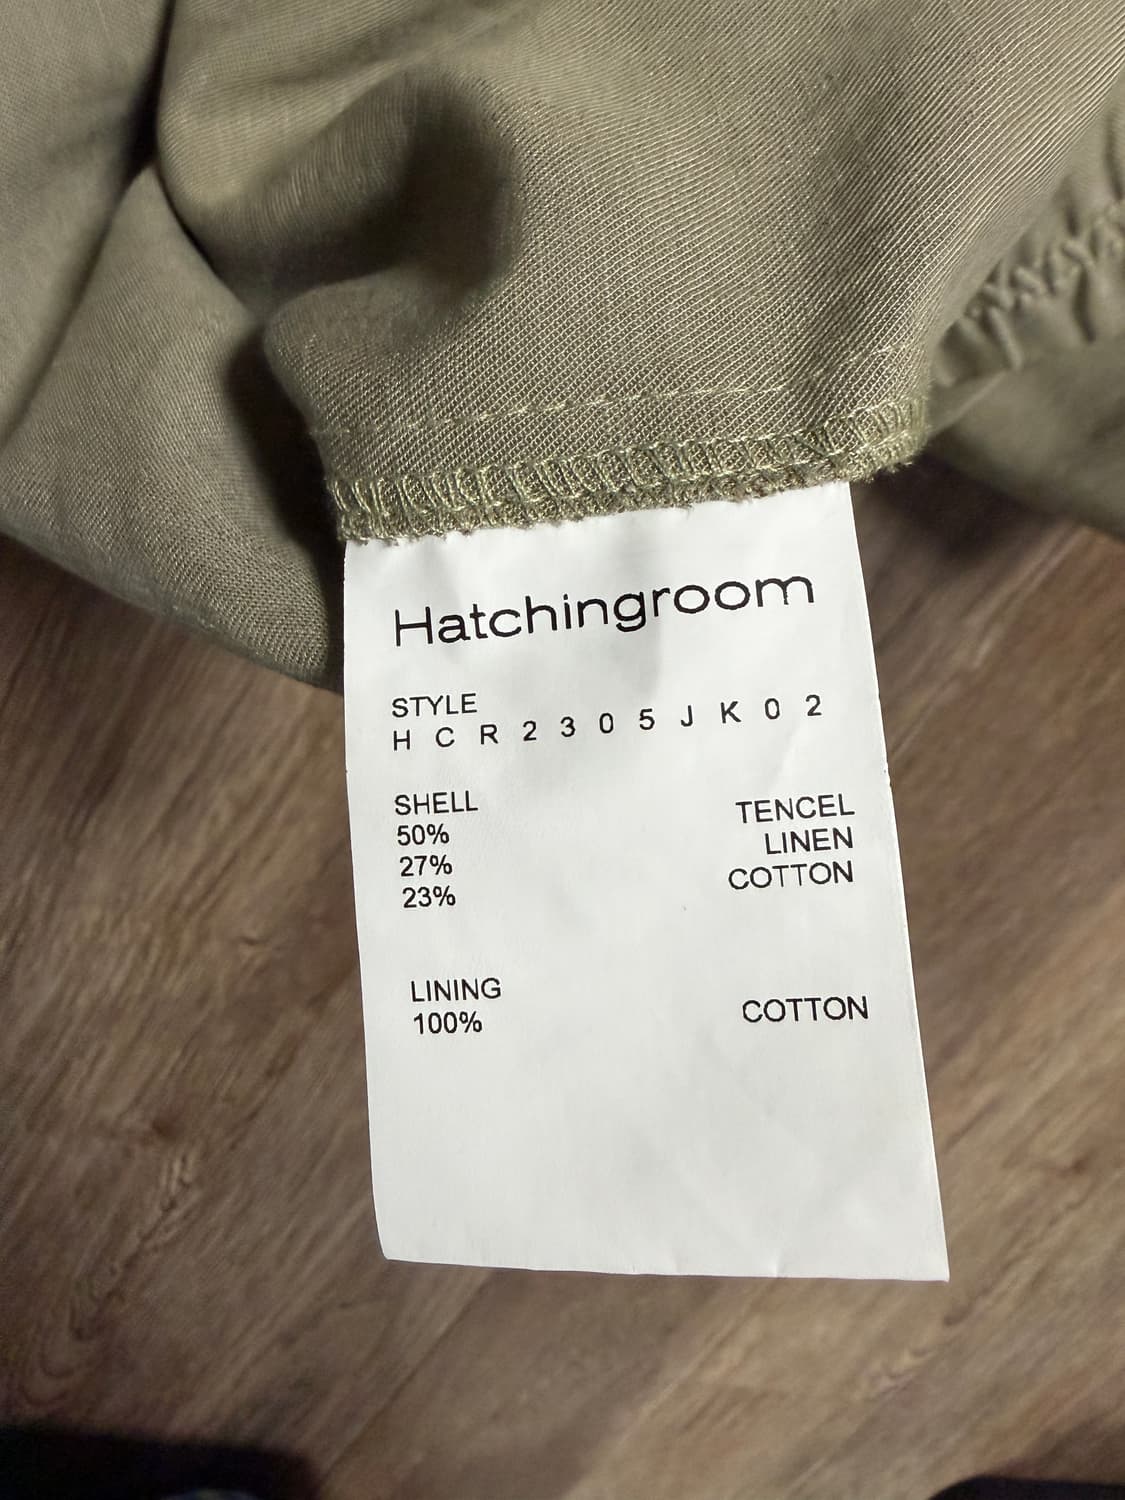 Hatchingroom
STYLE
H C R 2 3 0 5 J K 0 2
SHELL
50% TENCEL
27% LINEN
23% COTTON
LINING
100% COTTON